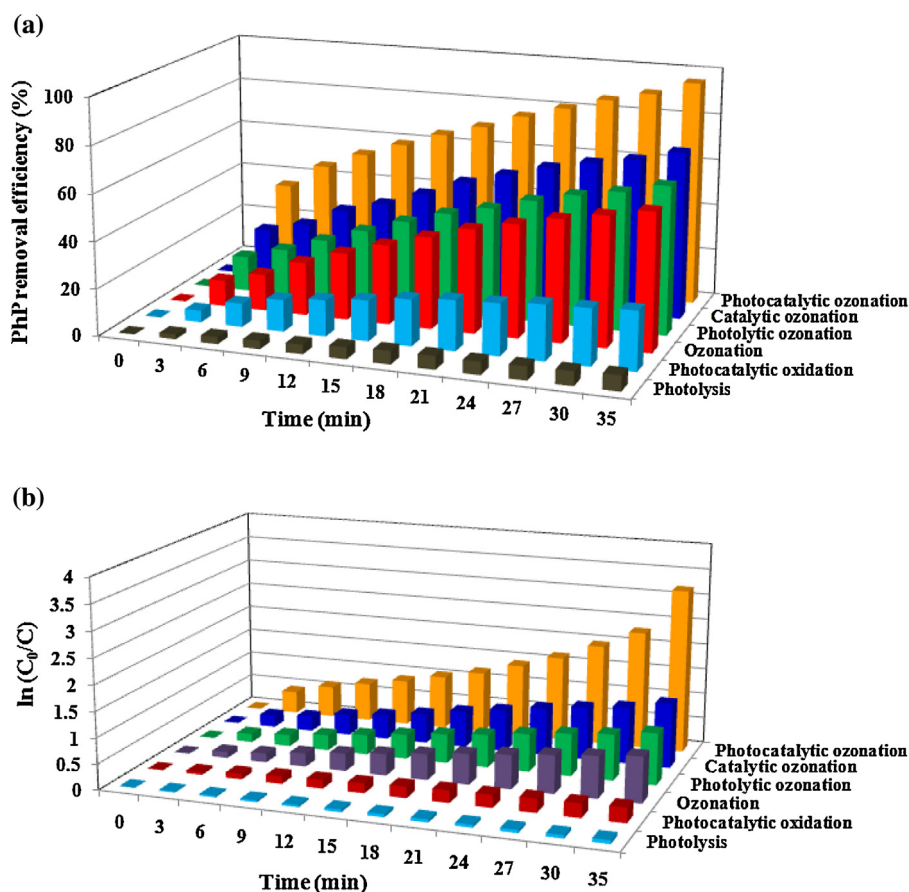 (a)
PhP removal efficiency (%)
100
80
60
40
20
0
0 3 6 9 12 15 18 21 24 27 30 35
Time (min)
Photocatalytic ozonation
Catalytic ozonation
Photolytic ozonation
Ozonation
Photocatalytic oxidation
Photolysis
(b)
ln (C₀/C)
4
3.5
3
2.5
2
1.5
1
0.5
0
0 3 6 9 12 15 18 21 24 27 30 35
Time (min)
Photocatalytic ozonation
Catalytic ozonation
Photolytic ozonation
Ozonation
Photocatalytic oxidation
Photolysis